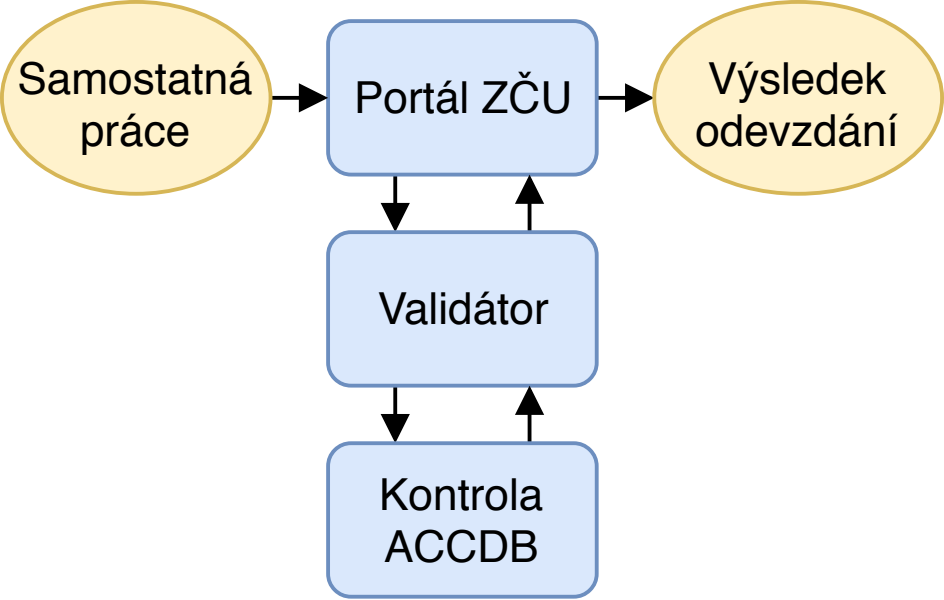 Samostatná
práce
Portál ZČU
Výsledek
odevzdání
Validátor
Kontrola
ACCDB